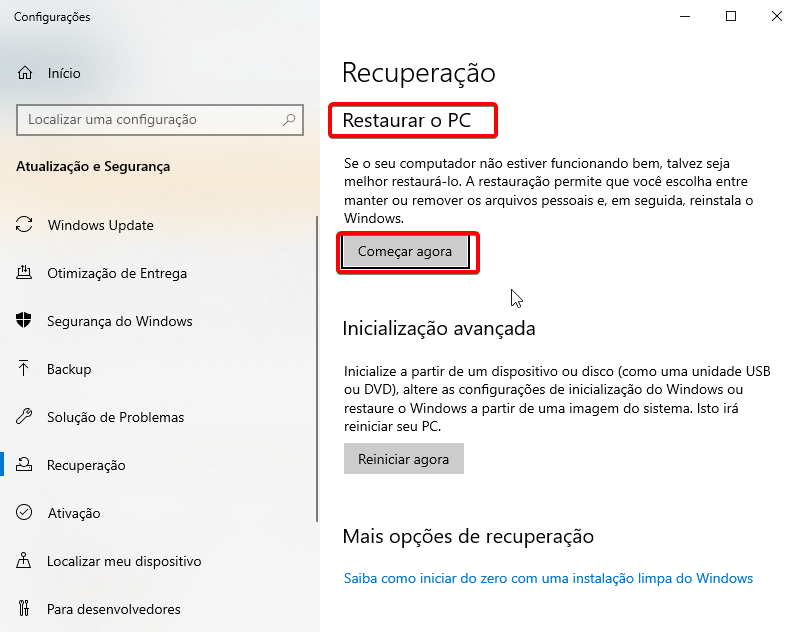 Configurações
Início
Localizar uma configuração
Atualização e Segurança
Windows Update
Otimização de Entrega
Segurança do Windows
Backup
Solução de Problemas
Recuperação
Ativação
Localizar meu dispositivo
Para desenvolvedores
Recuperação
Restaurar o PC
Se o seu computador não estiver funcionando bem, talvez seja
melhor restaurá-lo. A restauração permite que você escolha entre
manter ou remover os arquivos pessoais e, em seguida, reinstala o
Windows.
Começar agora
Inicialização avançada
Inicialize a partir de um dispositivo ou disco (como uma unidade USB
ou DVD), altere as configurações de inicialização do Windows ou
restaure o Windows a partir de uma imagem do sistema. Isto irá
reiniciar seu PC.
Reiniciar agora
Mais opções de recuperação
Saiba como iniciar do zero com uma instalação limpa do Windows